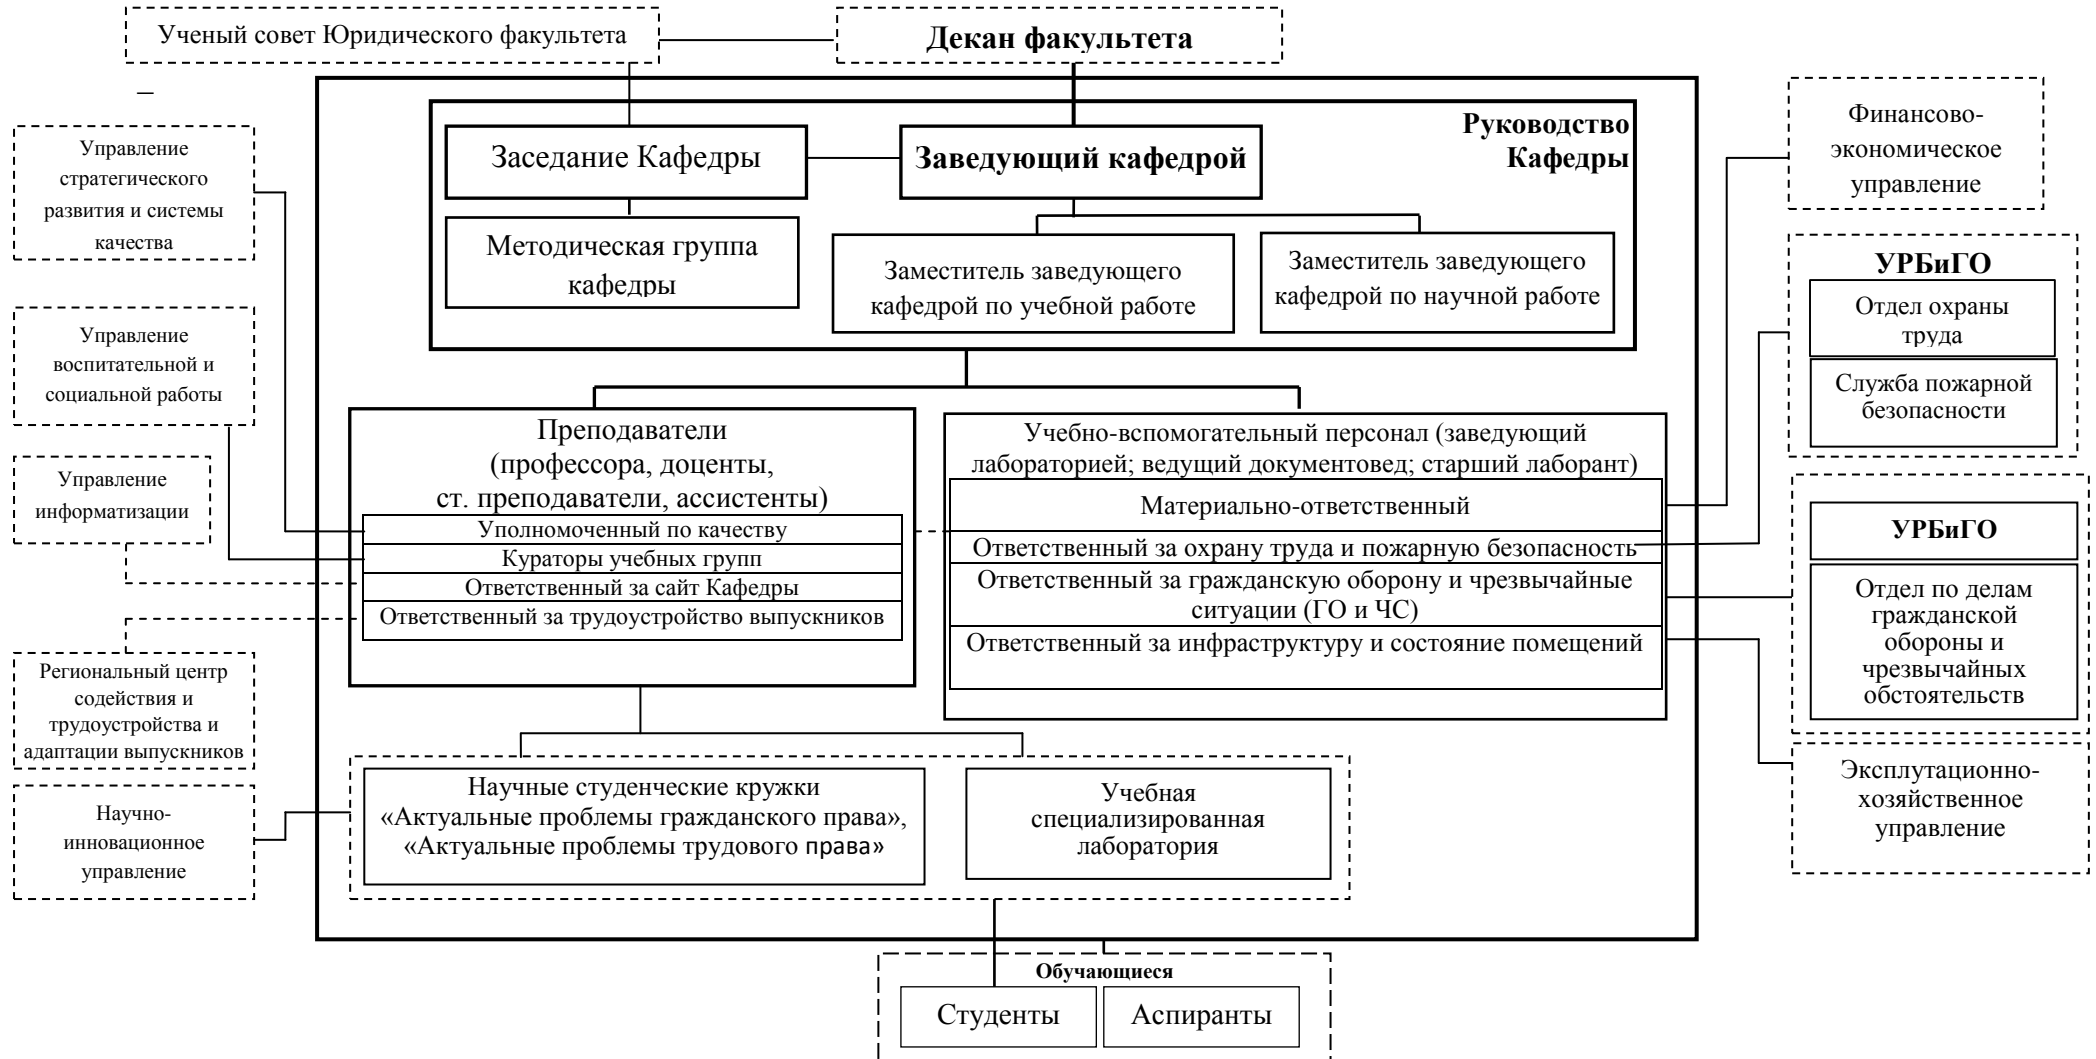 Ученый совет Юридического факультета
Декан факультета
–
Управление
стратегического
развития и системы
качества
Управление
воспитательной и
социальной работы
Управление
информатизации
Региональный центр
содействия и
трудоустройства и
адаптации выпускников
Научно-
инновационное
управление
Руководство
Кафедры
Заседание Кафедры
Заведующий кафедрой
Методическая группа
кафедры
Заместитель заведующего
кафедрой по учебной работе
Заместитель заведующего
кафедрой по научной работе
Преподаватели
(профессора, доценты,
ст. преподаватели, ассистенты)
Уполномоченный по качеству
Кураторы учебных групп
Ответственный за сайт Кафедры
Ответственный за трудоустройство выпускников
Учебно-вспомогательный персонал (заведующий
лабораторией; ведущий документовед; старший лаборант)
Материально-ответственный
Ответственный за охрану труда и пожарную безопасность
Ответственный за гражданскую оборону и чрезвычайные
ситуации (ГО и ЧС)
Ответственный за инфраструктуру и состояние помещений
Научные студенческие кружки
«Актуальные проблемы гражданского права»,
«Актуальные проблемы трудового права»
Учебная
специализированная
лаборатория
Обучающиеся
Студенты
Аспиранты
Финансово-
экономическое
управление
УРБиГО
Отдел охраны
труда
Служба пожарной
безопасности
УРБиГО
Отдел по делам
гражданской
обороны и
чрезвычайных
обстоятельств
Эксплутационно-
хозяйственное
управление